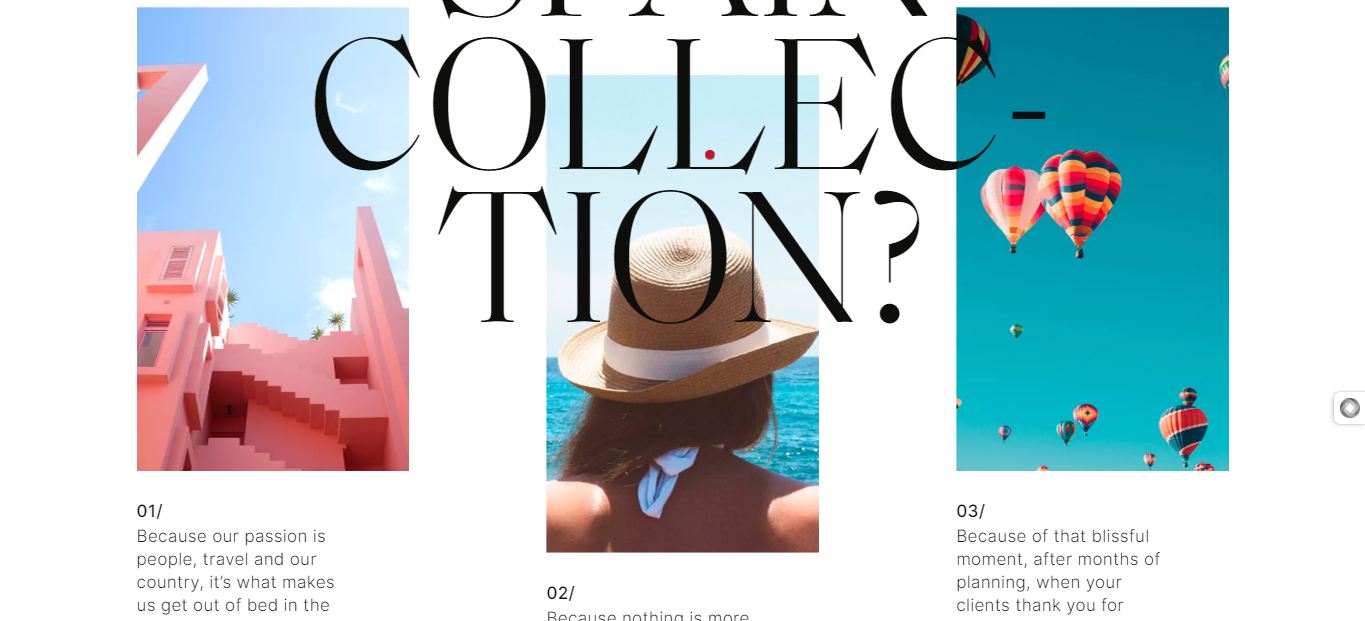 SPAIN
COLLEC-
TION?
01/
Because our passion is
people, travel and our
country, it’s what makes
us get out of bed in the
02/
Because nothing is more
03/
Because of that blissful
moment, after months of
planning, when your
clients thank you for